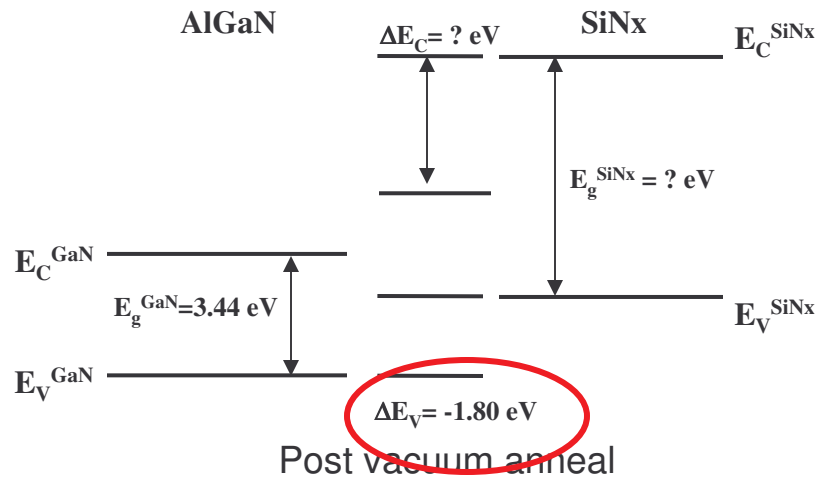 AlGaN
SiNx
ΔE_C= ? eV
E_C^SiNx
E_g^SiNx = ? eV
E_C^GaN
E_g^GaN=3.44 eV
E_V^SiNx
E_V^GaN
ΔE_V= -1.80 eV
Post vacuum anneal